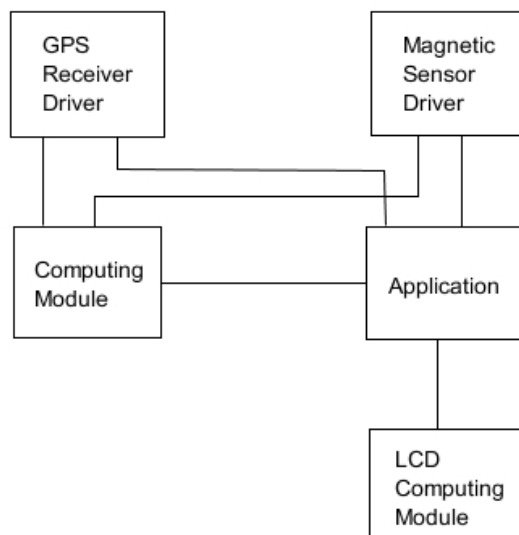 GPS
Receiver
Driver
Magnetic
Sensor
Driver
Computing
Module
Application
LCD
Computing
Module